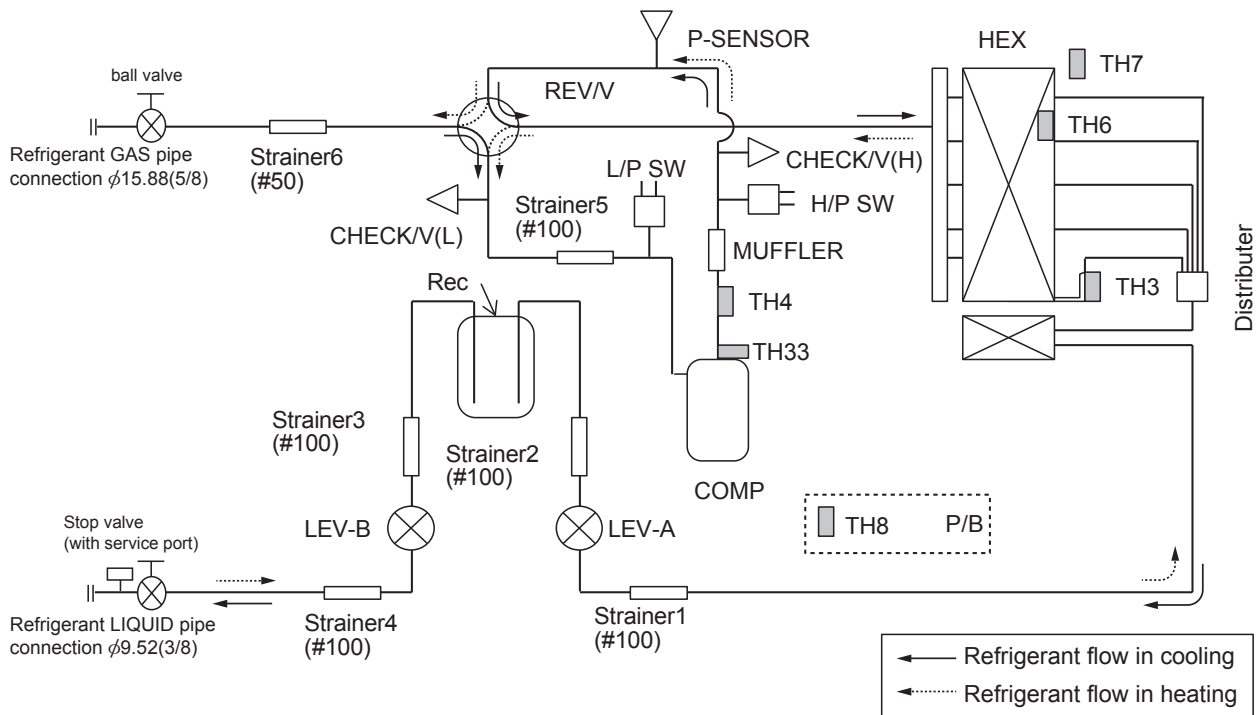 P-SENSOR
HEX
TH7
ball valve
REV/V
TH6
Refrigerant GAS pipe
connection ϕ15.88(5/8)
Strainer6
(#50)
CHECK/V(H)
L/P SW
Strainer5
(#100)
H/P SW
CHECK/V(L)
MUFFLER
Rec
TH4
TH3
Distributer
TH33
Strainer3
(#100)
Strainer2
(#100)
COMP
Stop valve
(with service port)
LEV-B
LEV-A
TH8
P/B
Refrigerant LIQUID pipe
connection ϕ9.52(3/8)
Strainer4
(#100)
Strainer1
(#100)
Refrigerant flow in cooling
Refrigerant flow in heating